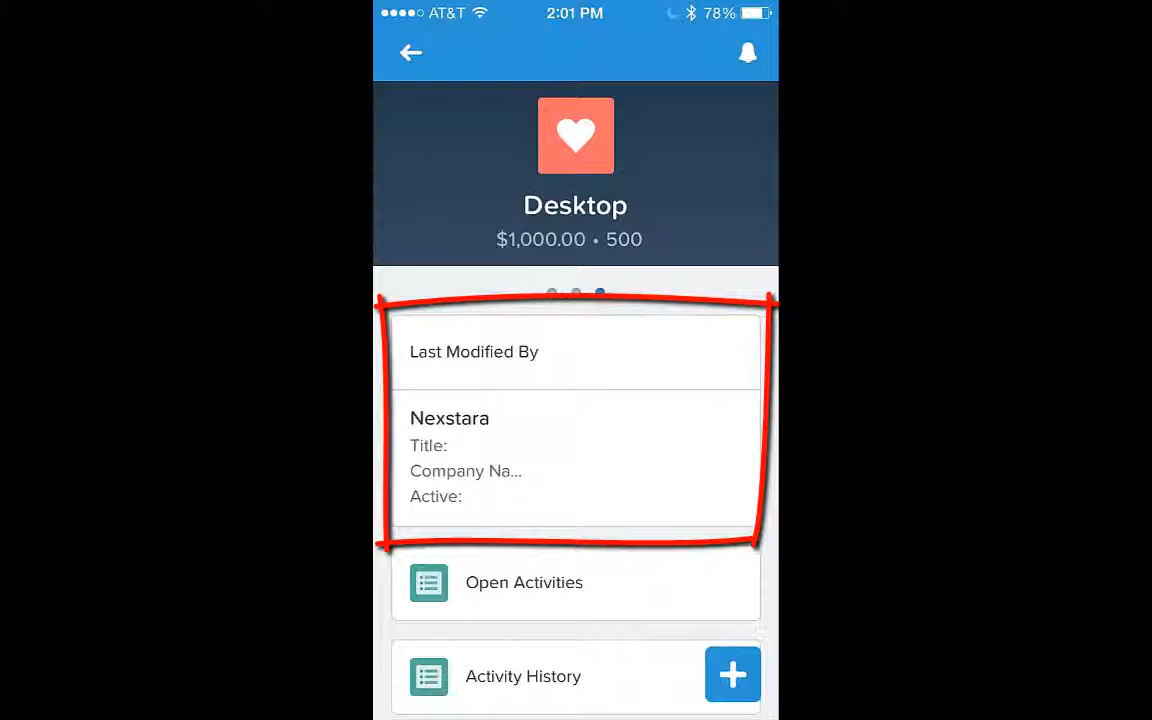 AT&T 2:01 PM 78%
Desktop
$1,000.00 • 500
Last Modified By
Nexstara
Title:
Company Na...
Active:
Open Activities
Activity History